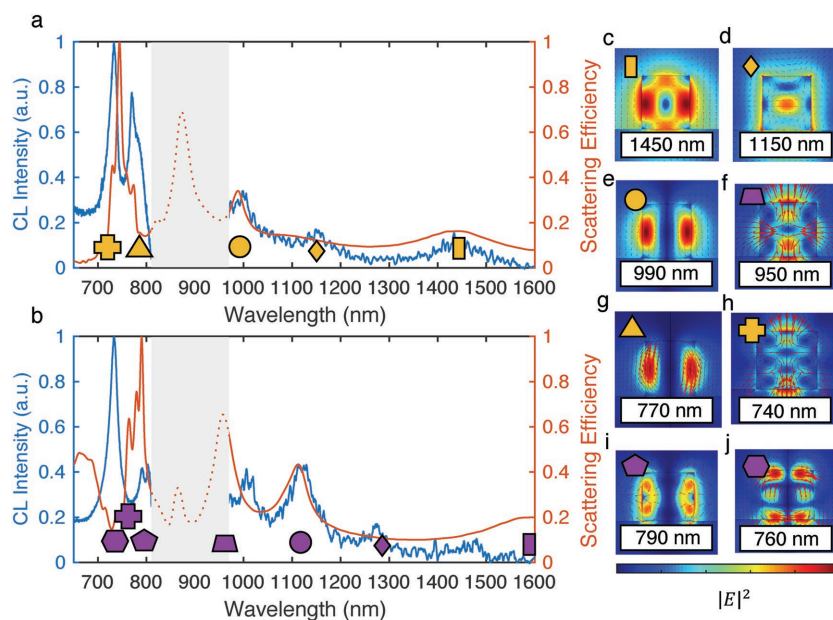 a
CL Intensity (a.u.)
1
0.8
0.6
0.4
0.2
0
1
0.8
0.6
0.4
0.2
0
Scattering Efficiency
700 800 900 1000 1100 1200 1300 1400 1500 1600
Wavelength (nm)
b
CL Intensity (a.u.)
1
0.8
0.6
0.4
0.2
0
1
0.8
0.6
0.4
0.2
0
Scattering Efficiency
700 800 900 1000 1100 1200 1300 1400 1500 1600
Wavelength (nm)
c
1450 nm
d
1150 nm
e
990 nm
f
950 nm
g
770 nm
h
740 nm
i
790 nm
j
760 nm
|E|²